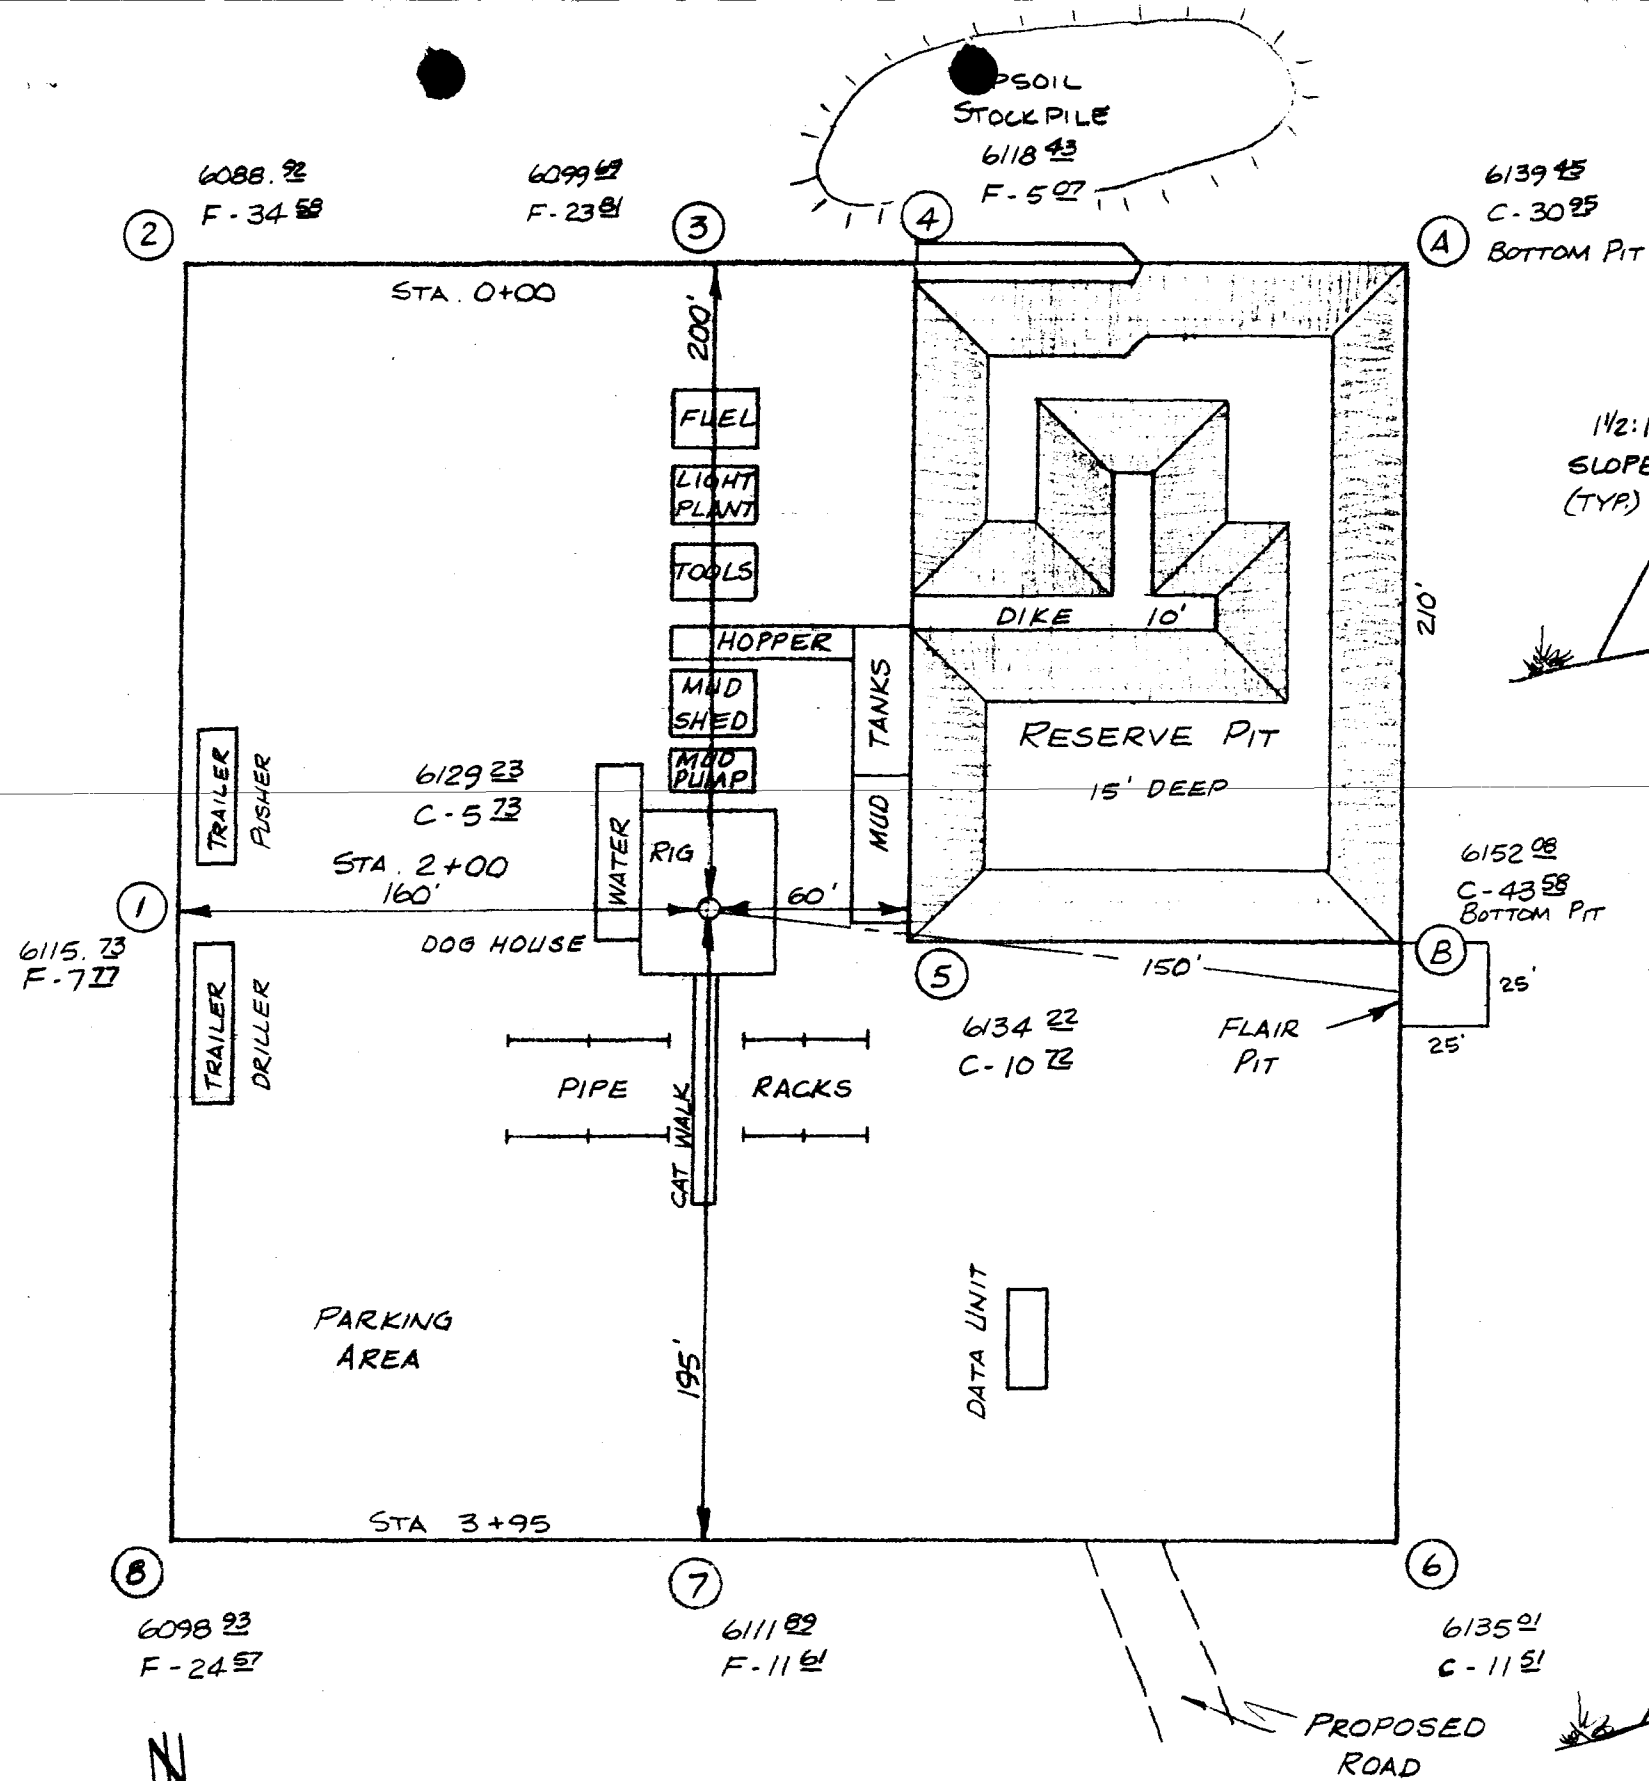 PSOIL
STOCKPILE
6118 43
F-5 07
6088.92
F-34 58
6099 69
F-23 81
6139 45
C-30 95
BOTTOM PIT
2
3
4
A
STA. 0+00
200'
FUEL
LIGHT
PLANT
TOOLS
HOPPER
MUD
SHED
MUD
PUMP
MUD TANKS
DIKE 10'
RESERVE PIT
15' DEEP
210'
1½:1
SLOPE
(TYP.)
TRAILER
PUSHER
6129 23
C-5 73
STA. 2+00
160'
WATER
RIG
60'
DOG HOUSE
1
6115.73
F-7 77
TRAILER
DRILLER
6152 08
C-43 58
BOTTOM PIT
B
5
150'
25'
25'
6134 22
C-10 72
FLAIR
PIT
PIPE
RACKS
CAT WALK
195'
PARKING
AREA
DATA UNIT
STA 3+95
8
7
6
6098 93
F-24 57
6111 89
F-11 61
6135 01
C-11 51
PROPOSED
ROAD
N